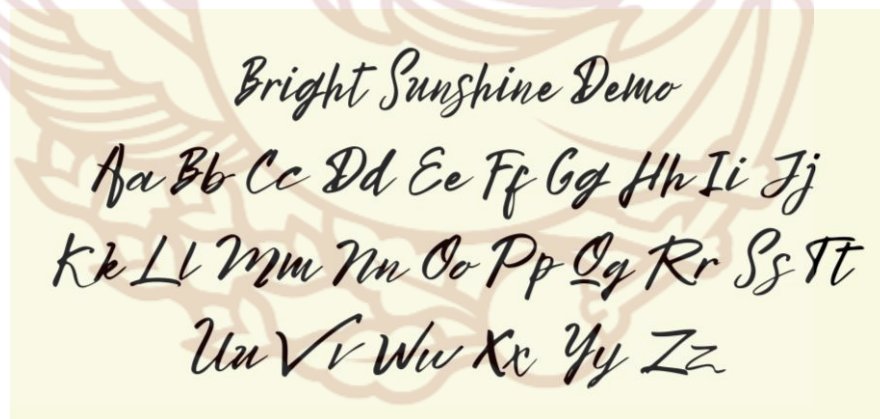 Bright Sunshine Demo
Aa Bb Cc Dd Ee Ff Gg Hh Ii Jj
Kk Ll Mm Nn Oo Pp Qq Rr Ss Tt
Uu Vv Ww Xx Yy Zz